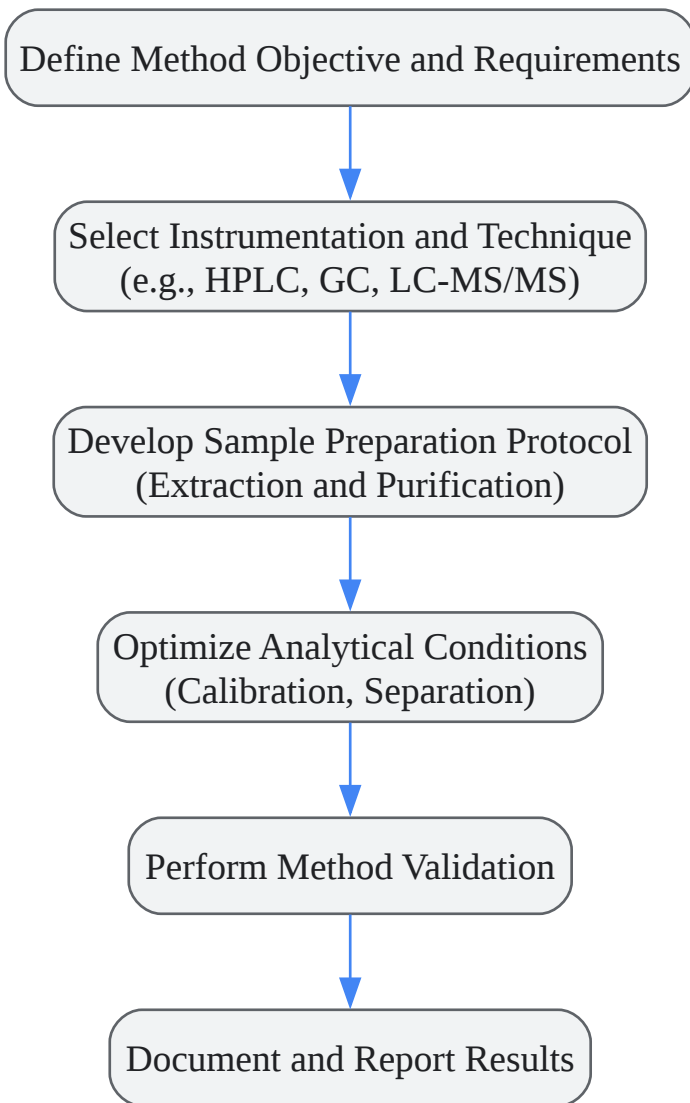 Define Method Objective and Requirements
Select Instrumentation and Technique
(e.g., HPLC, GC, LC-MS/MS)
Develop Sample Preparation Protocol
(Extraction and Purification)
Optimize Analytical Conditions
(Calibration, Separation)
Perform Method Validation
Document and Report Results